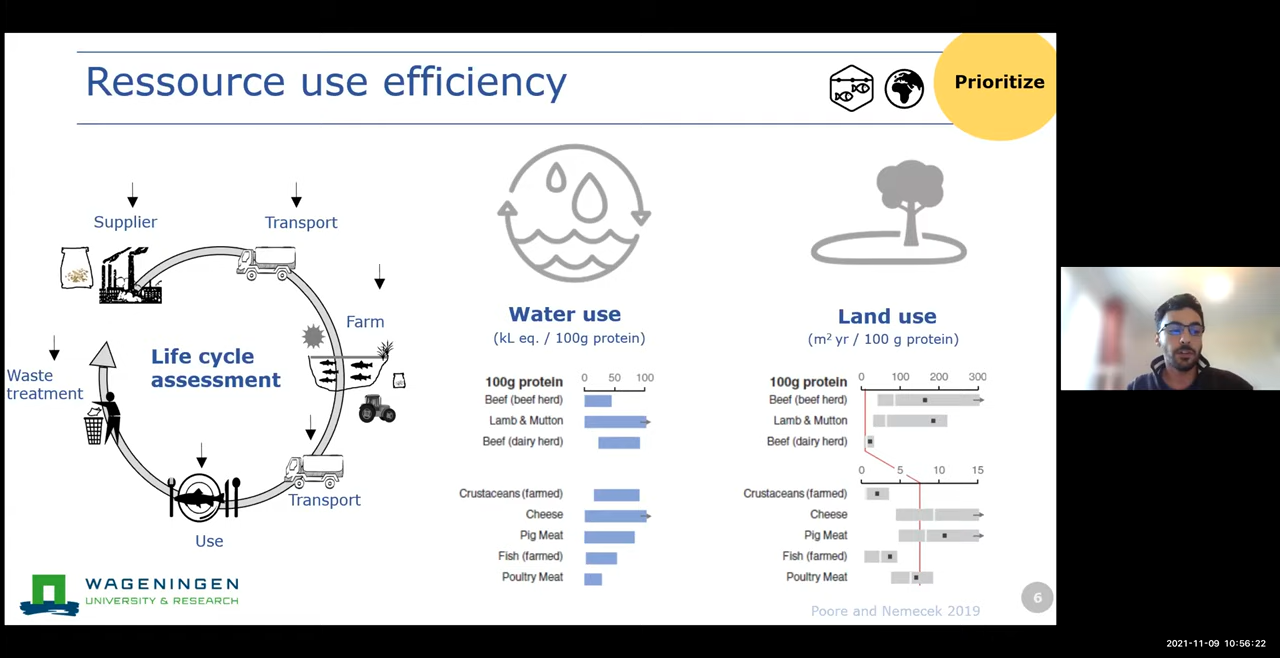 Ressource use efficiency
Prioritize
Supplier
Transport
Farm
Life cycle
assessment
Waste
treatment
Transport
Use
Water use
(kL eq. / 100g protein)
100g protein
0 50 100
Beef (beef herd)
Lamb & Mutton
Beef (dairy herd)
Crustaceans (farmed)
Cheese
Pig Meat
Fish (farmed)
Poultry Meat
Land use
(m² yr / 100 g protein)
100g protein
0 100 200 300
Beef (beef herd)
Lamb & Mutton
Beef (dairy herd)
0 5 10 15
Crustaceans (farmed)
Cheese
Pig Meat
Fish (farmed)
Poultry Meat
WAGENINGEN
UNIVERSITY & RESEARCH
Poore and Nemecek 2019
6
2021-11-09 10:56:22